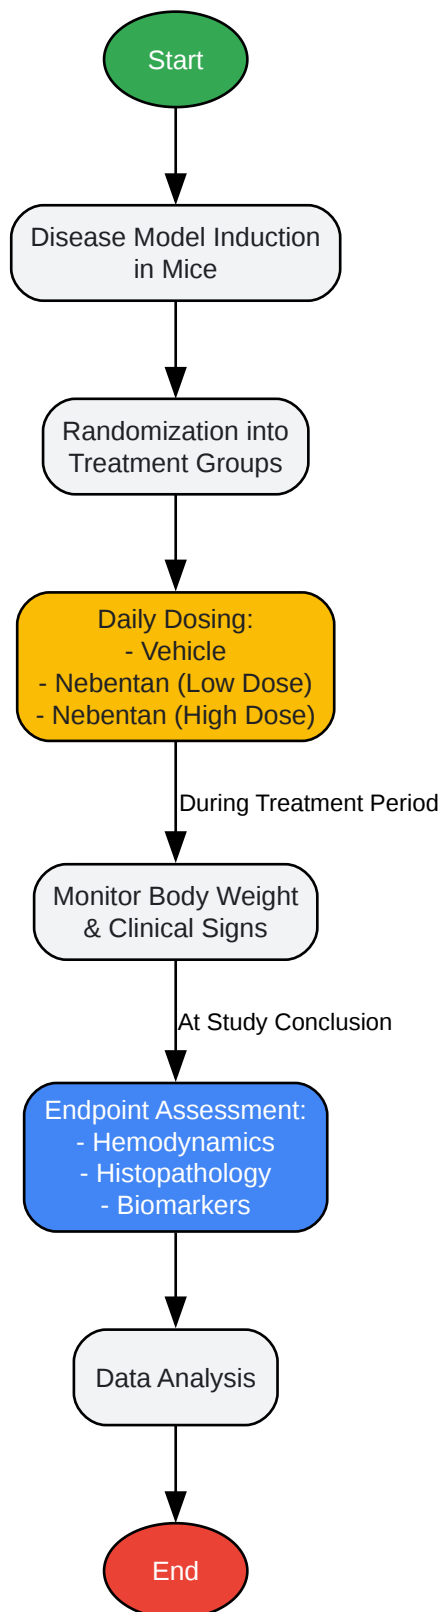 Start
Disease Model Induction
in Mice
Randomization into
Treatment Groups
Daily Dosing:
- Vehicle
- Nebentan (Low Dose)
- Nebentan (High Dose)
During Treatment Period
Monitor Body Weight
& Clinical Signs
At Study Conclusion
Endpoint Assessment:
- Hemodynamics
- Histopathology
- Biomarkers
Data Analysis
End